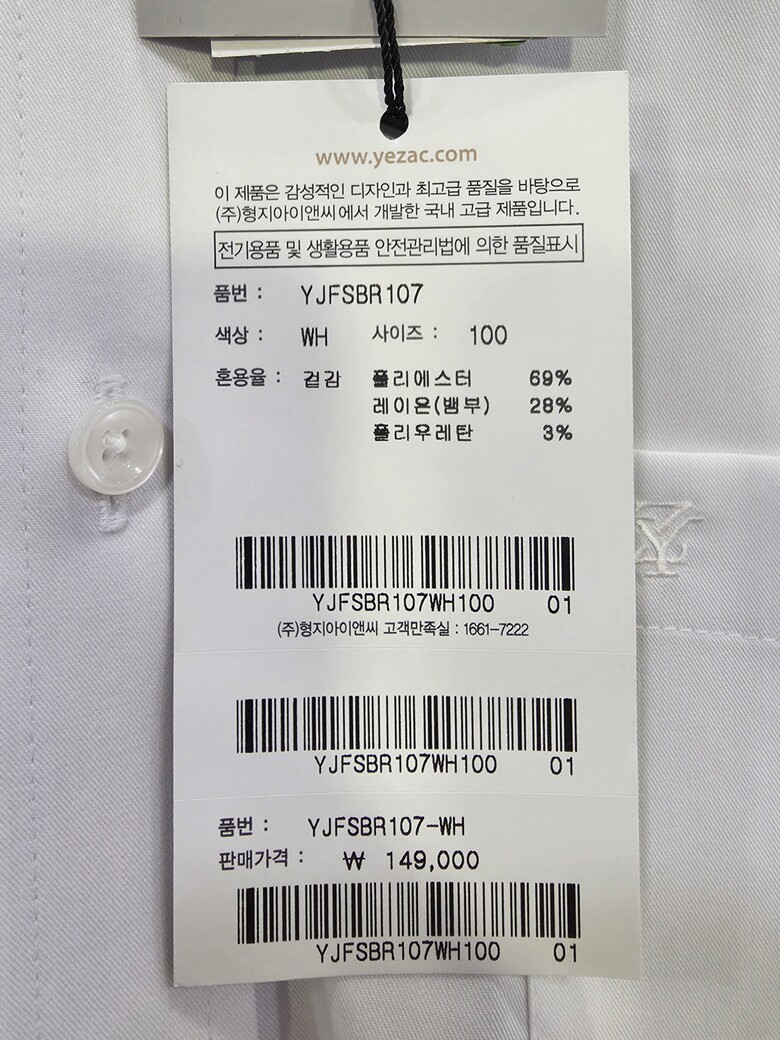 www.yezac.com
이 제품은 감성적인 디자인과 최고급 품질을 바탕으로
(주)형지아이앤씨에서 개발한 국내 고급 제품입니다.
전기용품 및 생활용품 안전관리법에 의한 품질표시
품번 : YJFSBR107
색상 : WH 사이즈 : 100
혼용율 : 겉감 폴리에스터 69%
레이온(뱀부) 28%
폴리우레탄 3%
YJFSBR107WH100 01
(주)형지아이앤씨 고객만족실 : 1661-7222
YJFSBR107WH100 01
품번 : YJFSBR107-WH
판매가격 : ₩ 149,000
YJFSBR107WH100 01